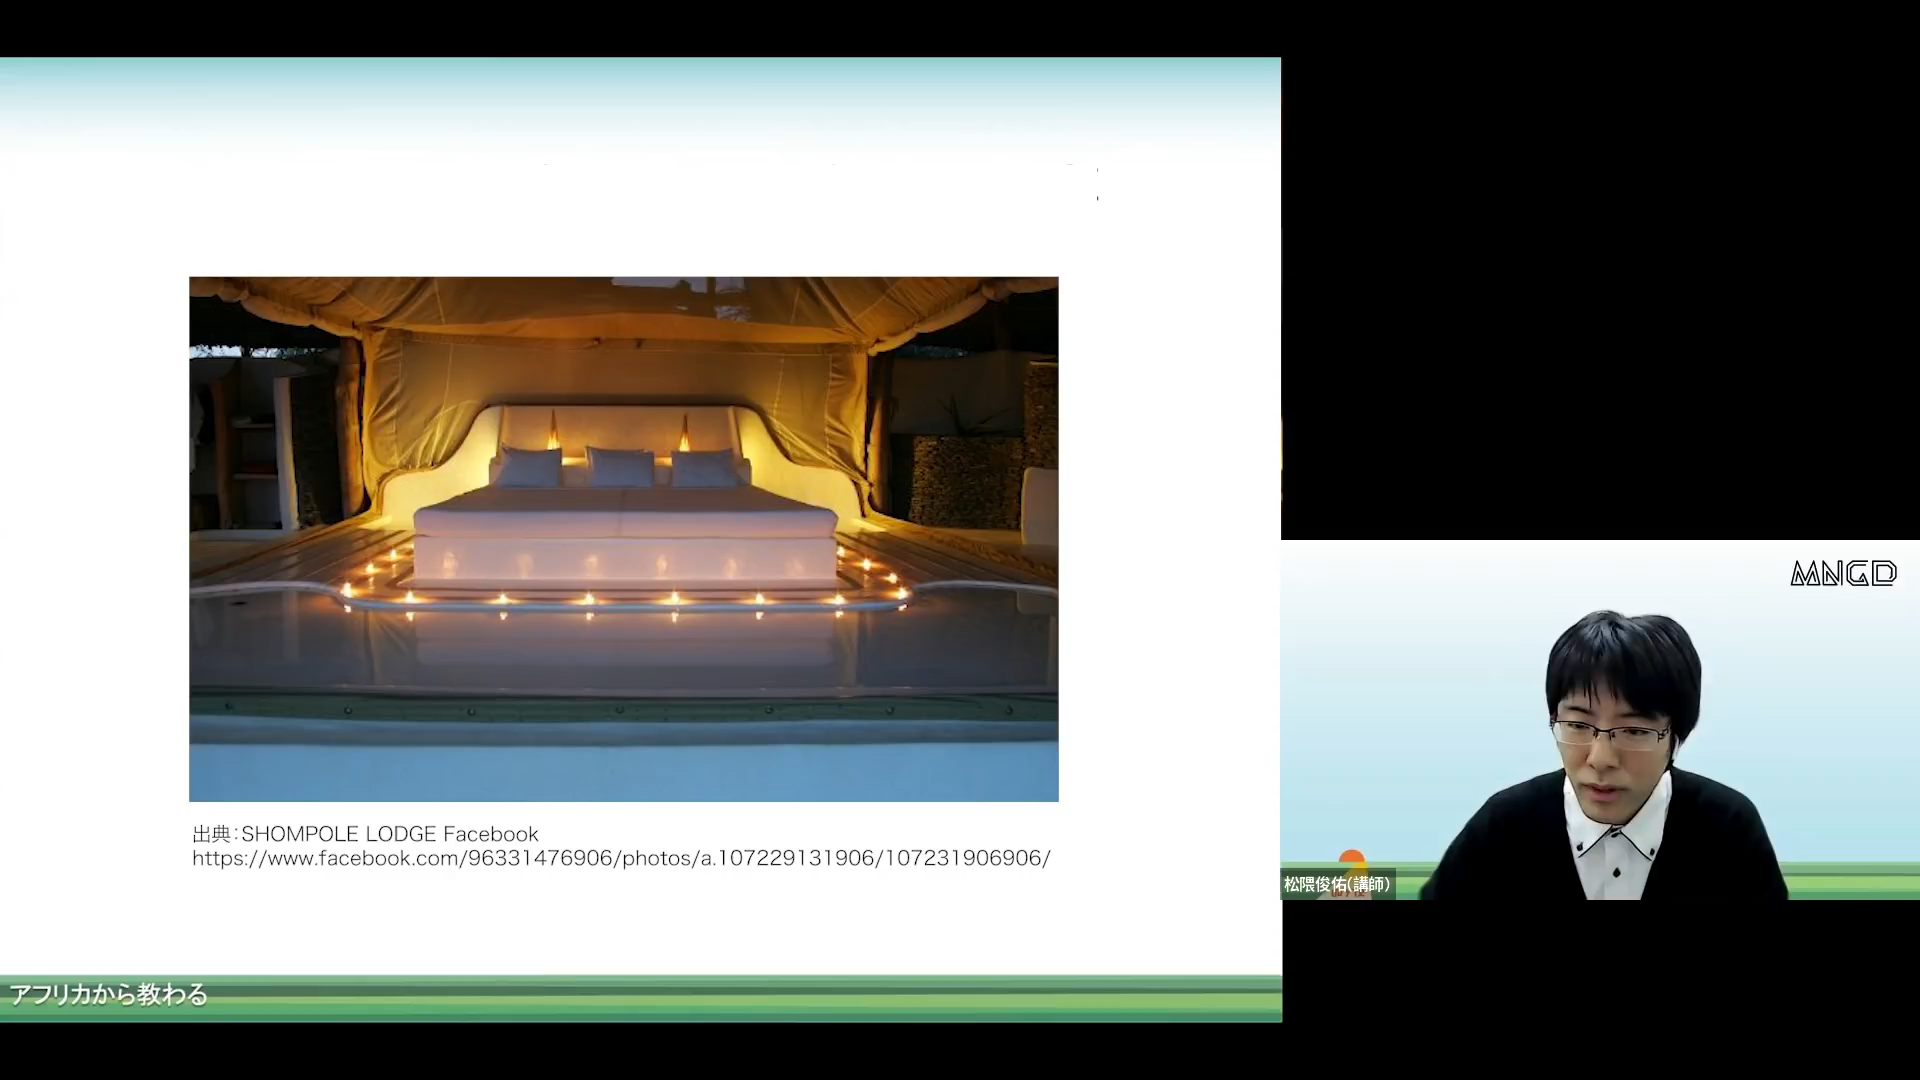 出典：SHOMPOLE LODGE Facebook
https://www.facebook.com/96331476906/photos/a.107229131906/107231906906/
アフリカから教わる
MNGD
松隈俊佑(講師)